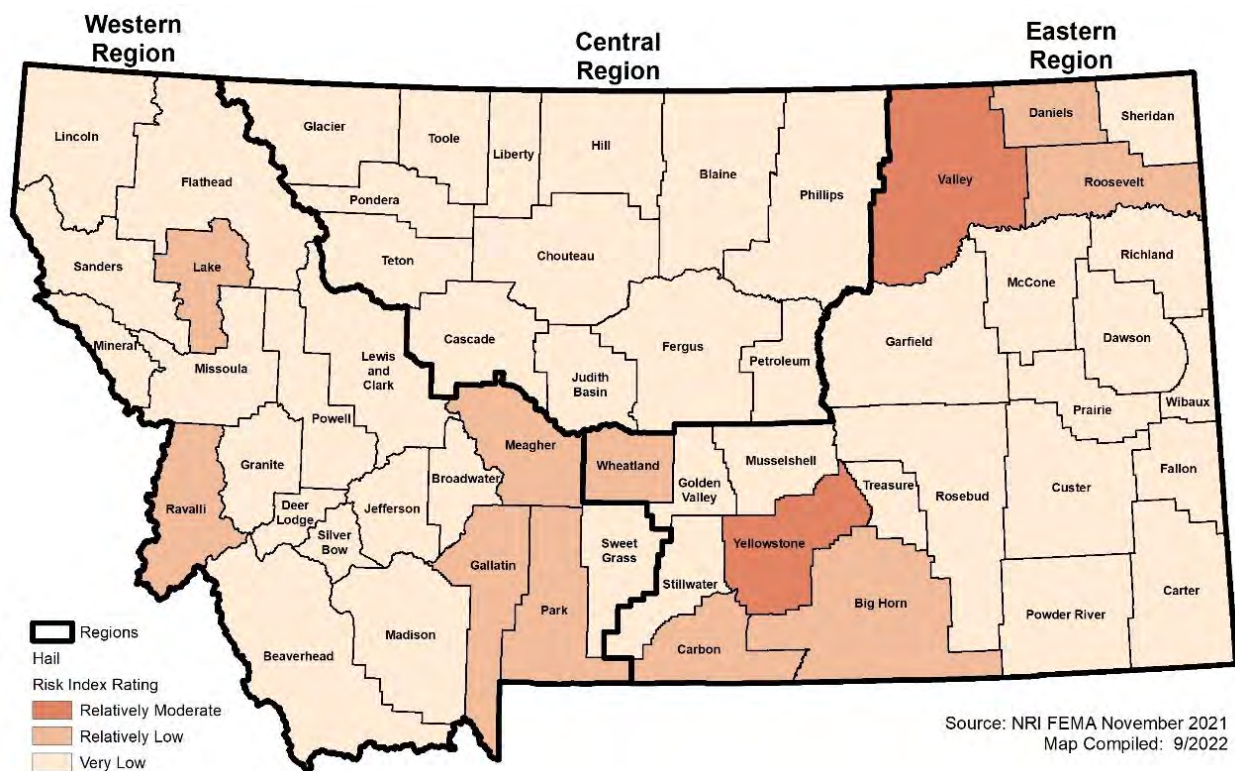 Western
Region
Central
Region
Eastern
Region
Lincoln
Flathead
Glacier
Toole
Liberty
Hill
Blaine
Phillips
Valley
Daniels
Sheridan
Roosevelt
Pondera
Teton
Chouteau
Sanders
Lake
Richland
McCone
Mineral
Missoula
Lewis
and
Clark
Cascade
Judith
Basin
Fergus
Petroleum
Garfield
Dawson
Prairie
Wibaux
Powell
Granite
Ravalli
Deer
Lodge
Silver
Bow
Jefferson
Broadwater
Meagher
Wheatland
Golden
Valley
Musselshell
Treasure
Rosebud
Custer
Fallon
Gallatin
Park
Sweet
Grass
Stillwater
Yellowstone
Big Horn
Carbon
Powder River
Carter
Beaverhead
Madison
Regions
Hail
Risk Index Rating
Relatively Moderate
Relatively Low
Very Low
Source: NRI FEMA November 2021
Map Compiled: 9/2022